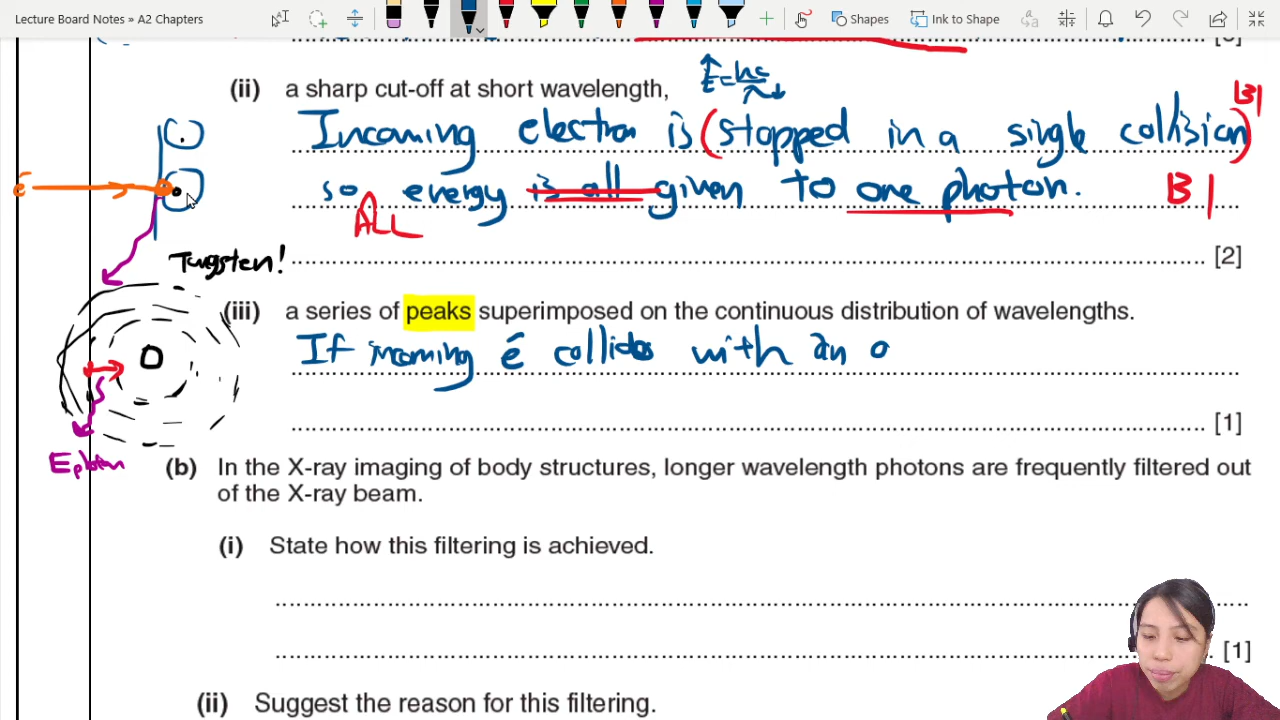 Lecture Board Notes » A2 Chapters
Shapes
Ink to Shape
(ii) a sharp cut-off at short wavelength,
E=hc/λ
Incoming electron is (stopped in a single collision) B1
so energy is all given to one photon. B1
ALL
[2]
Tungsten!
e
(iii) a series of peaks superimposed on the continuous distribution of wavelengths.
If incoming e collides with an o
[1]
E photon
(b) In the X-ray imaging of body structures, longer wavelength photons are frequently filtered out
of the X-ray beam.
(i) State how this filtering is achieved.
[1]
(ii) Suggest the reason for this filtering.